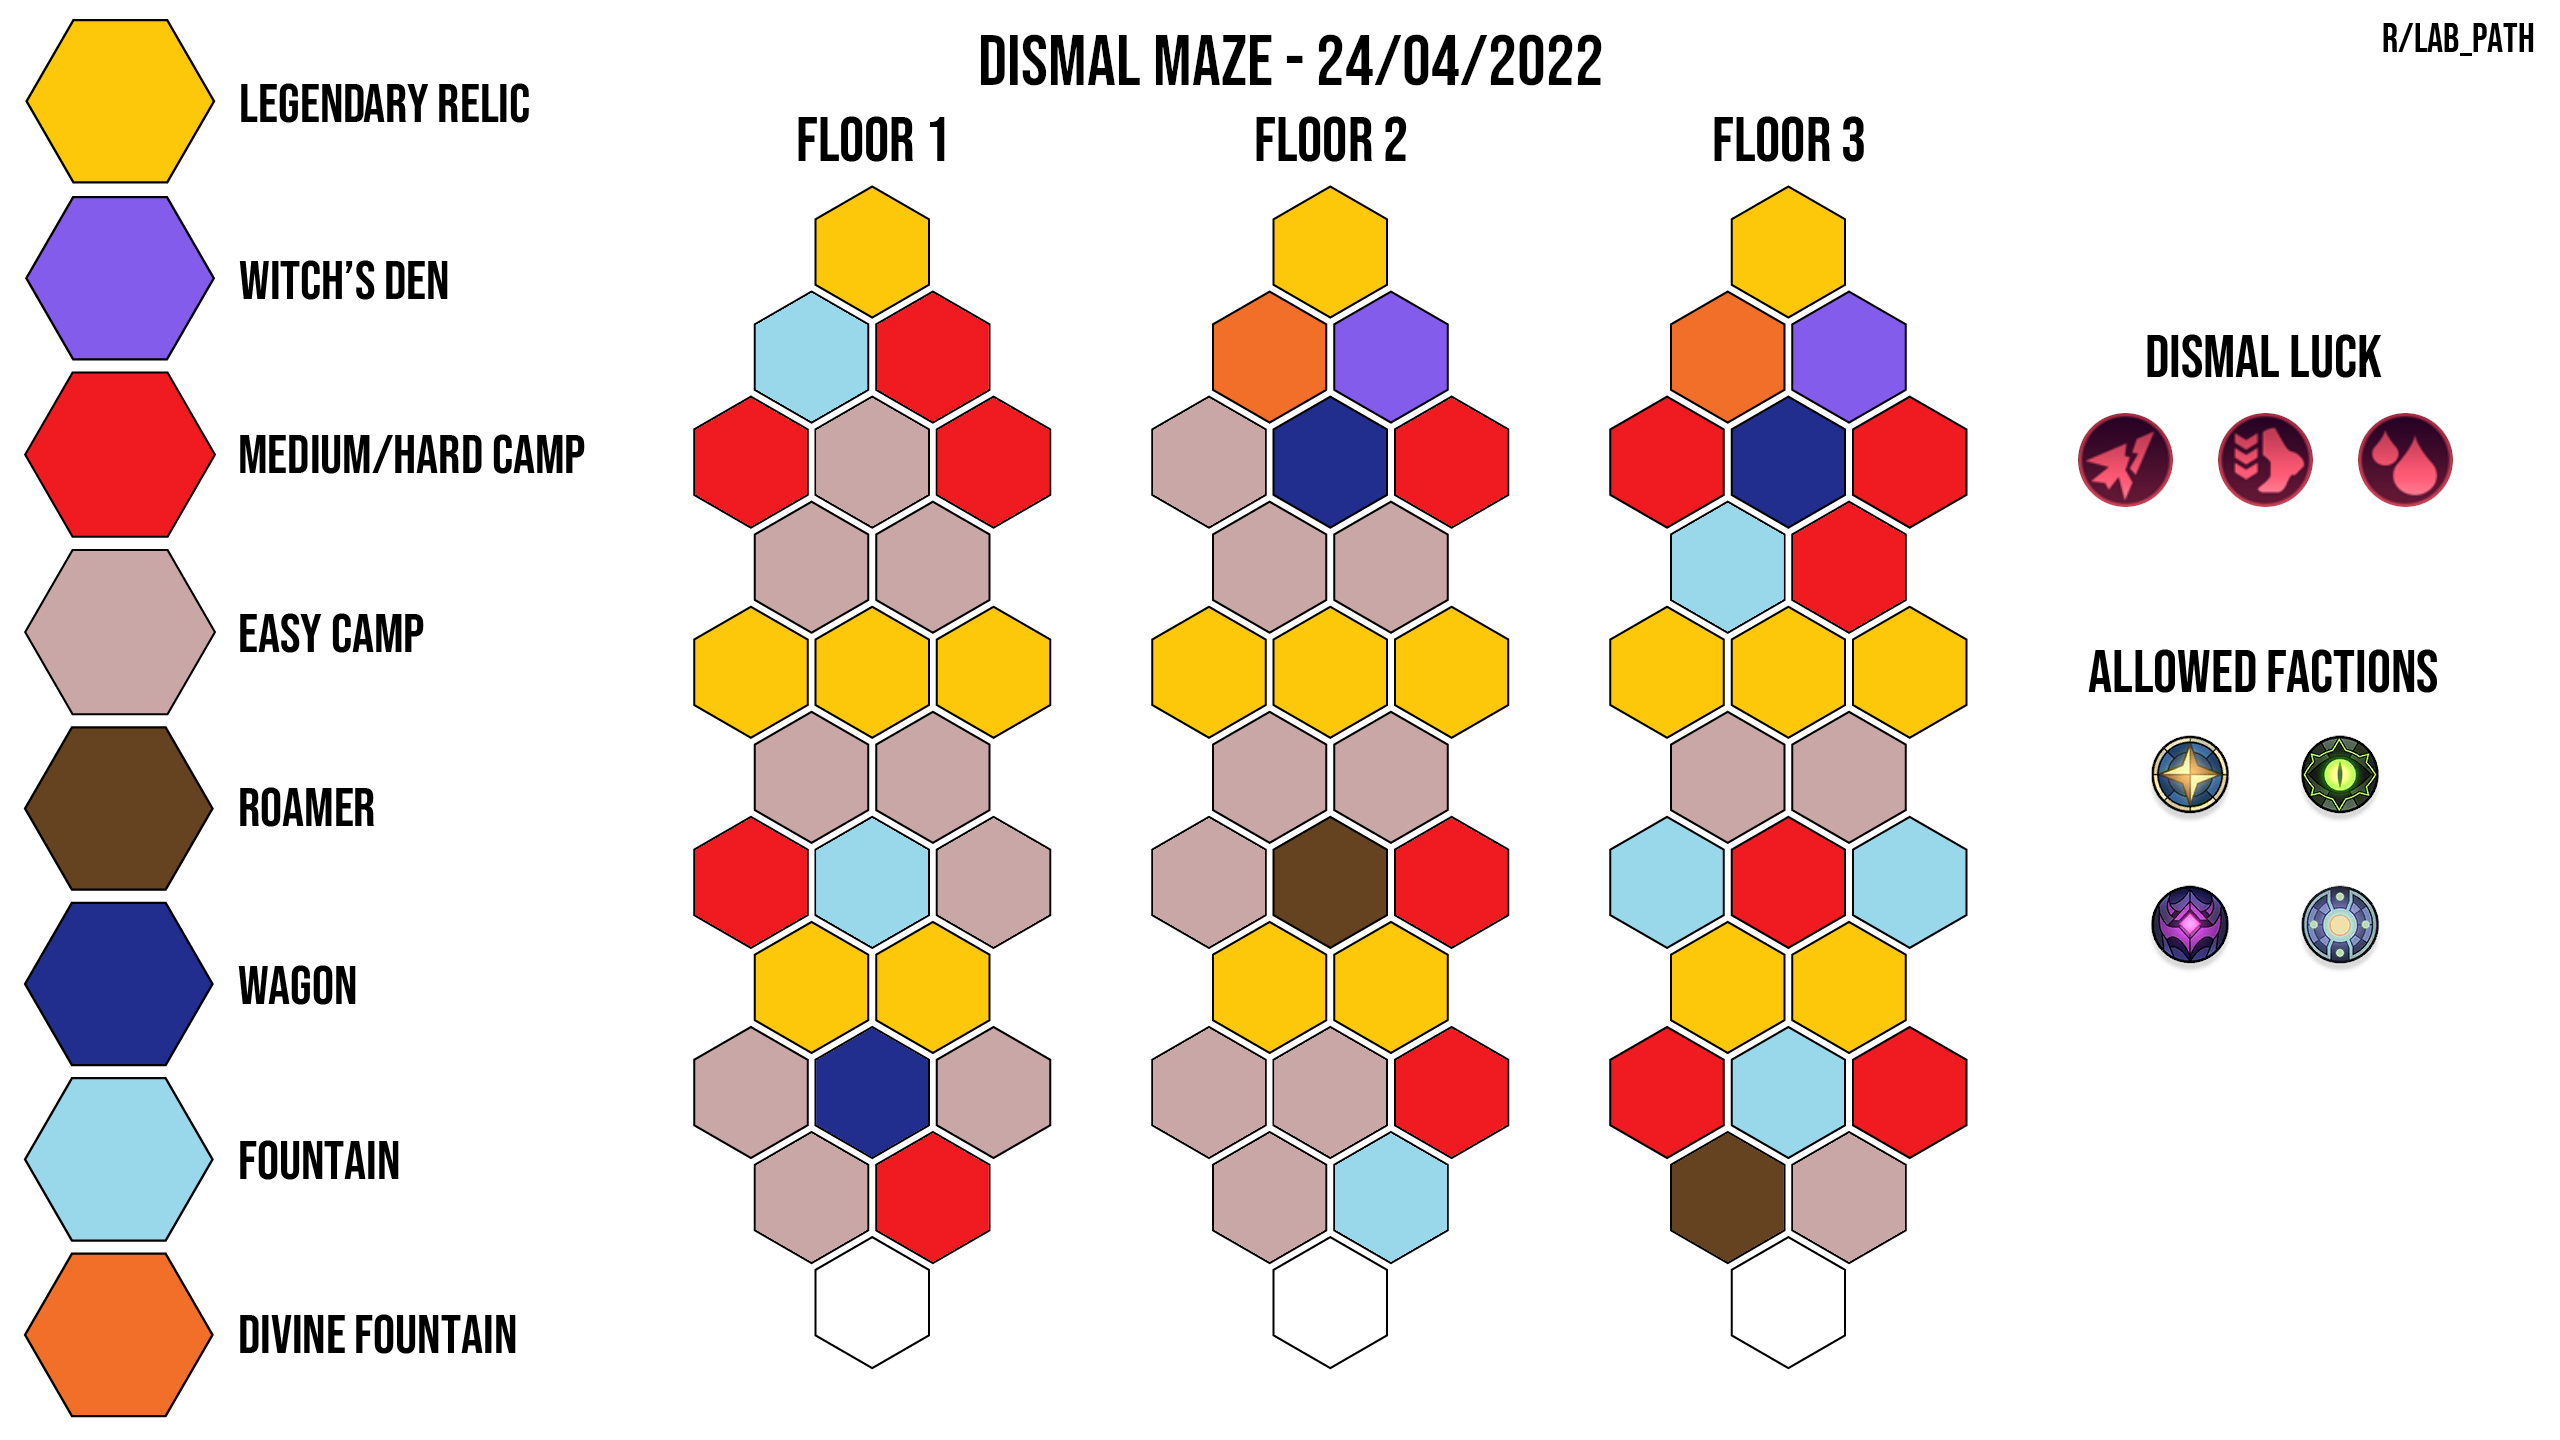 DISMAL MAZE - 24/04/2022
R/LAB_PATH
FLOOR 1
FLOOR 2
FLOOR 3
LEGENDARY RELIC
WITCH'S DEN
MEDIUM/HARD CAMP
EASY CAMP
ROAMER
WAGON
FOUNTAIN
DIVINE FOUNTAIN
DISMAL LUCK
ALLOWED FACTIONS